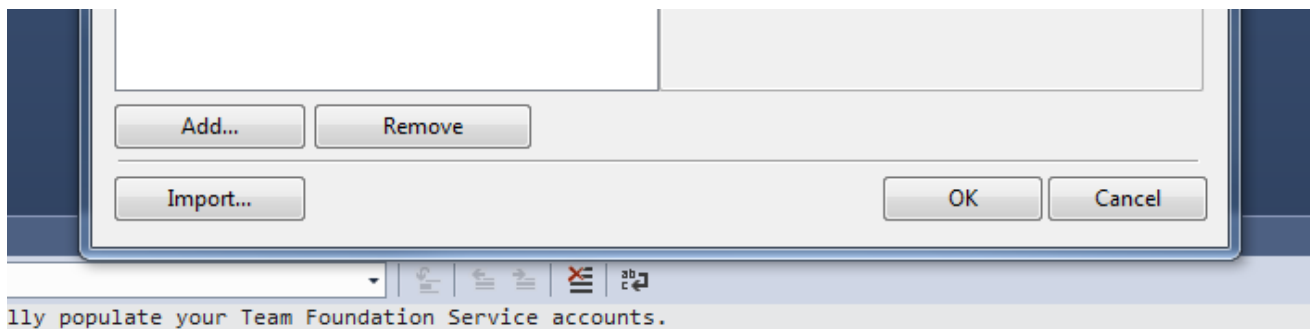 Add... Remove
Import... OK Cancel
lly populate your Team Foundation Service accounts.